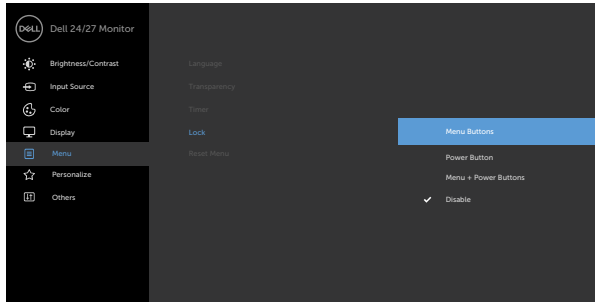 DELL
Dell 24/27 Monitor
Brightness/Contrast
Input Source
Color
Display
Menu
Personalize
Others
Language
Transparency
Timer
Lock
Reset Menu
Menu Buttons
Power Button
Menu + Power Buttons
Disable